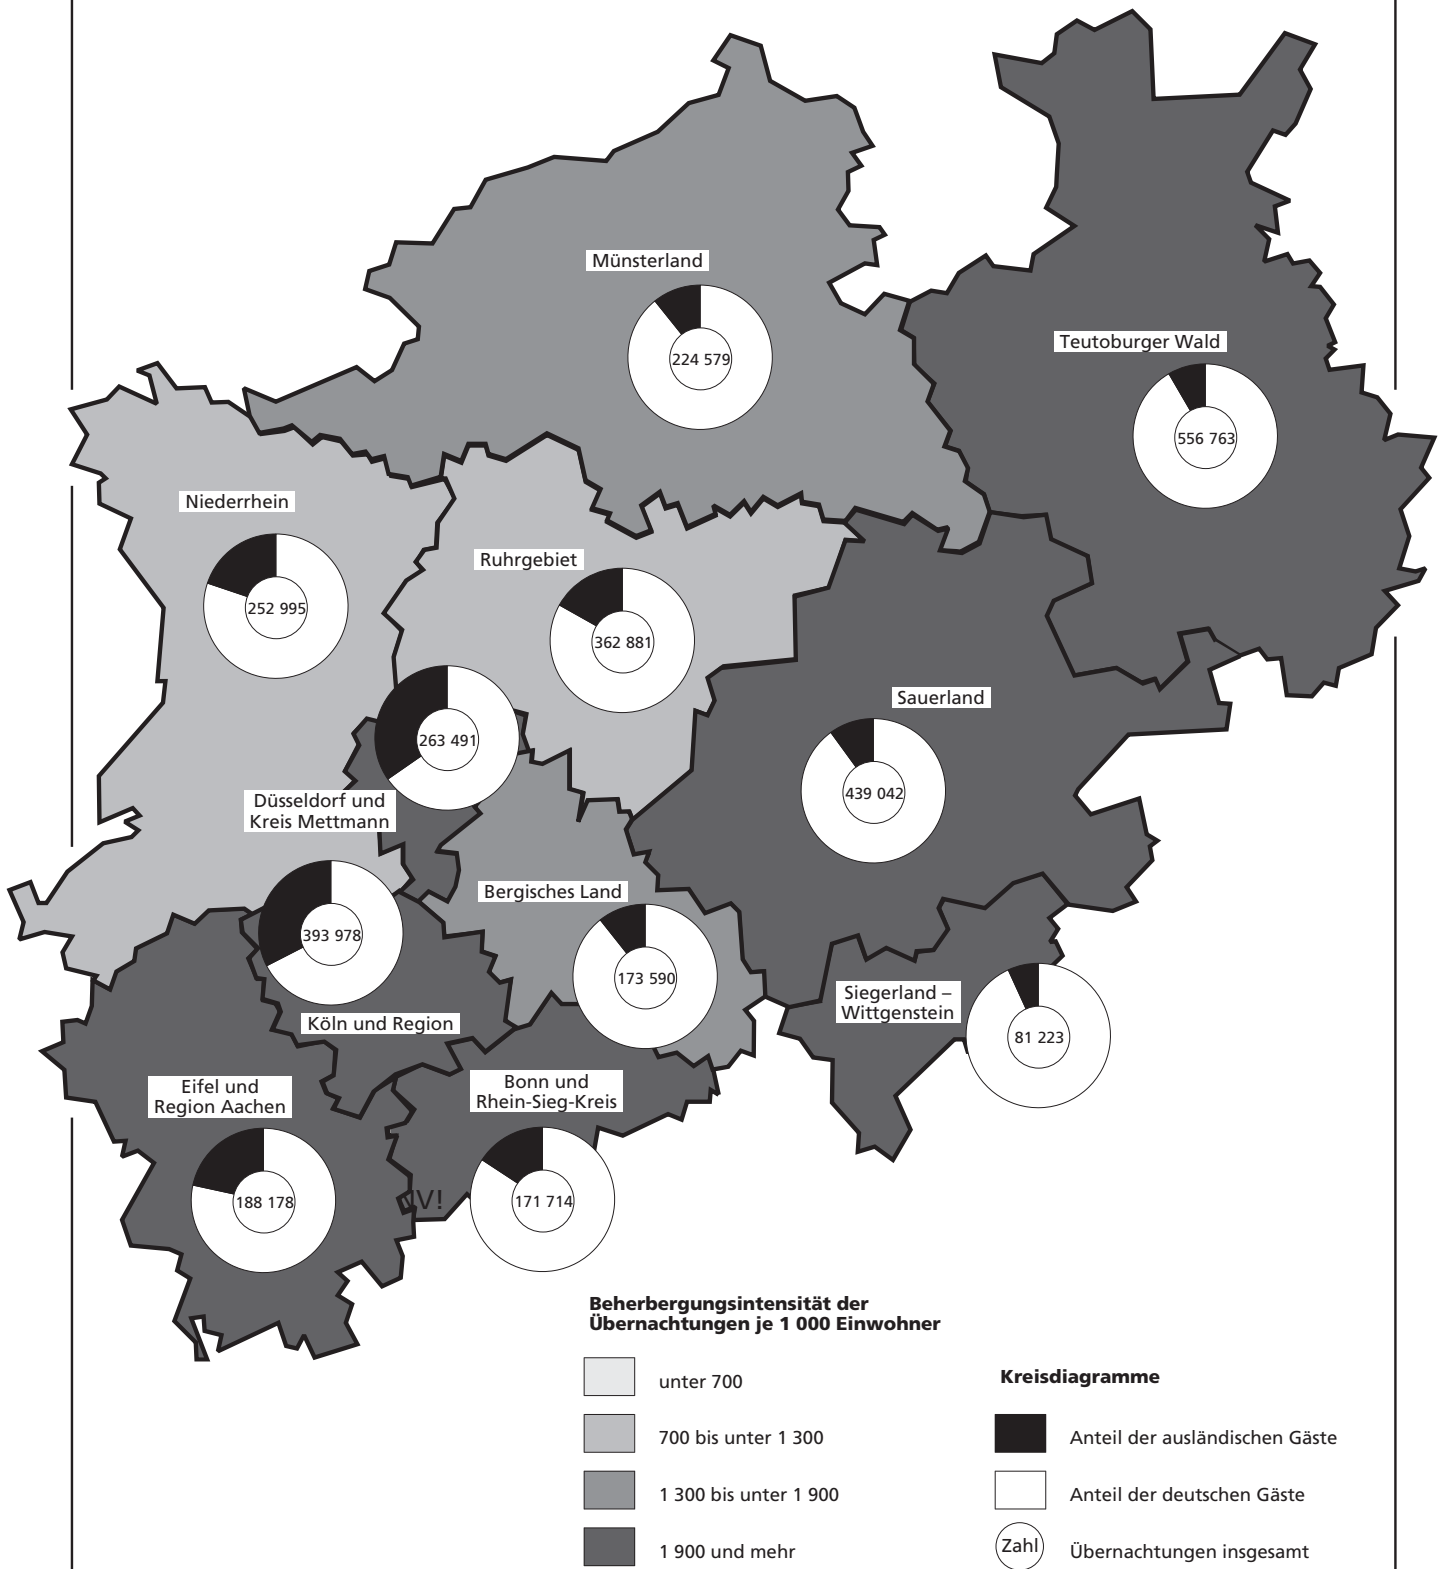 Münsterland
224 579
Teutoburger Wald
556 763
Niederrhein
252 995
Ruhrgebiet
362 881
Sauerland
439 042
263 491
Düsseldorf und
Kreis Mettmann
Bergisches Land
173 590
393 978
Köln und Region
Siegerland –
Wittgenstein
81 223
Eifel und
Region Aachen
188 178
Bonn und
Rhein-Sieg-Kreis
171 714
Beherbergungsintensität der
Übernachtungen je 1 000 Einwohner
unter 700
700 bis unter 1 300
1 300 bis unter 1 900
1 900 und mehr
Kreisdiagramme
Anteil der ausländischen Gäste
Anteil der deutschen Gäste
Zahl
Übernachtungen insgesamt